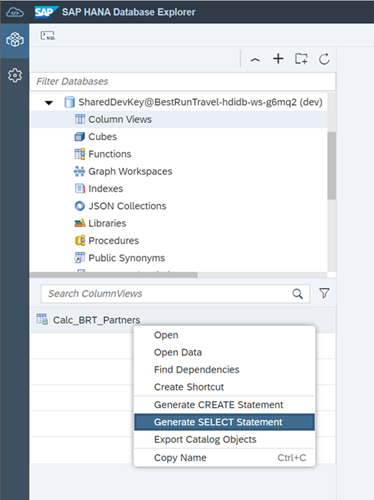 SAP SAP HANA Database Explorer
SQL
Filter Databases
SharedDevKey@BestRunTravel-hdidb-ws-g6mq2 (dev)
Column Views
Cubes
Functions
Graph Workspaces
Indexes
JSON Collections
Libraries
Procedures
Public Synonyms
Search ColumnViews
Calc_BRT_Partners
Open
Open Data
Find Dependencies
Create Shortcut
Generate CREATE Statement
Generate SELECT Statement
Export Catalog Objects
Copy Name Ctrl+C